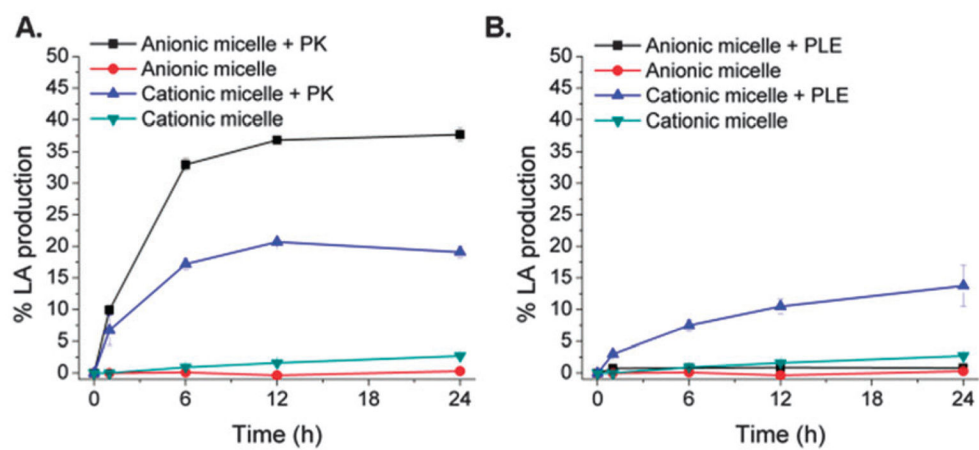 A.
Anionic micelle + PK
Anionic micelle
Cationic micelle + PK
Cationic micelle
50
45
40
35
30
25
20
15
10
5
0
% LA production
0 6 12 18 24
Time (h)
B.
Anionic micelle + PLE
Anionic micelle
Cationic micelle + PLE
Cationic micelle
50
45
40
35
30
25
20
15
10
5
0
% LA production
0 6 12 18 24
Time (h)